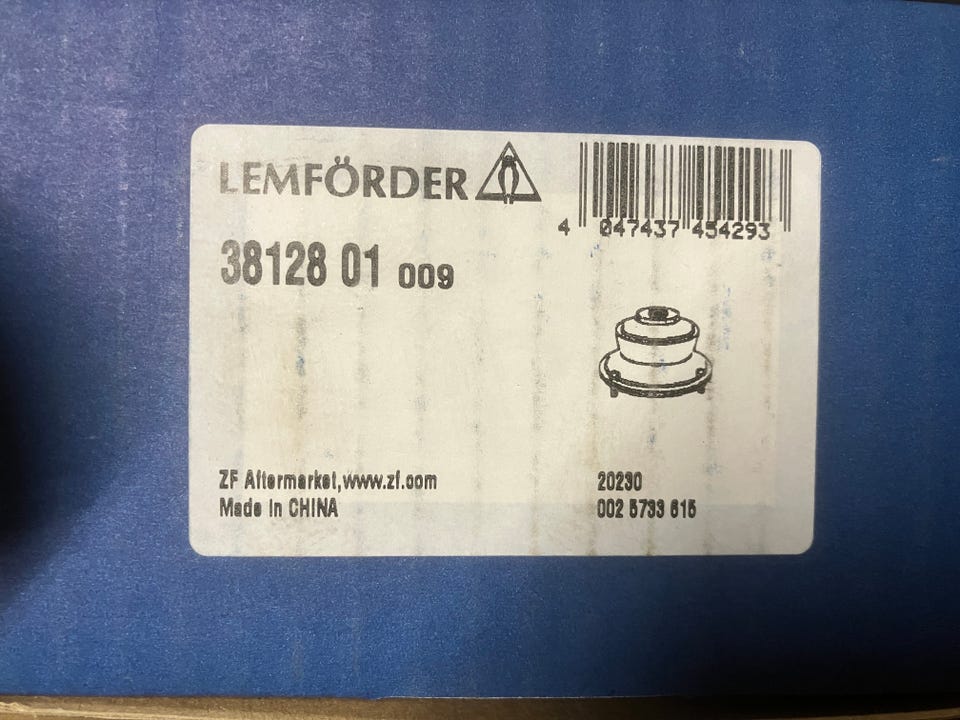 LEMFÖRDER
4 047437 454293
38128 01 009
ZF Aftermarket,www.zf.com
Made in CHINA
20230
002 5733 615